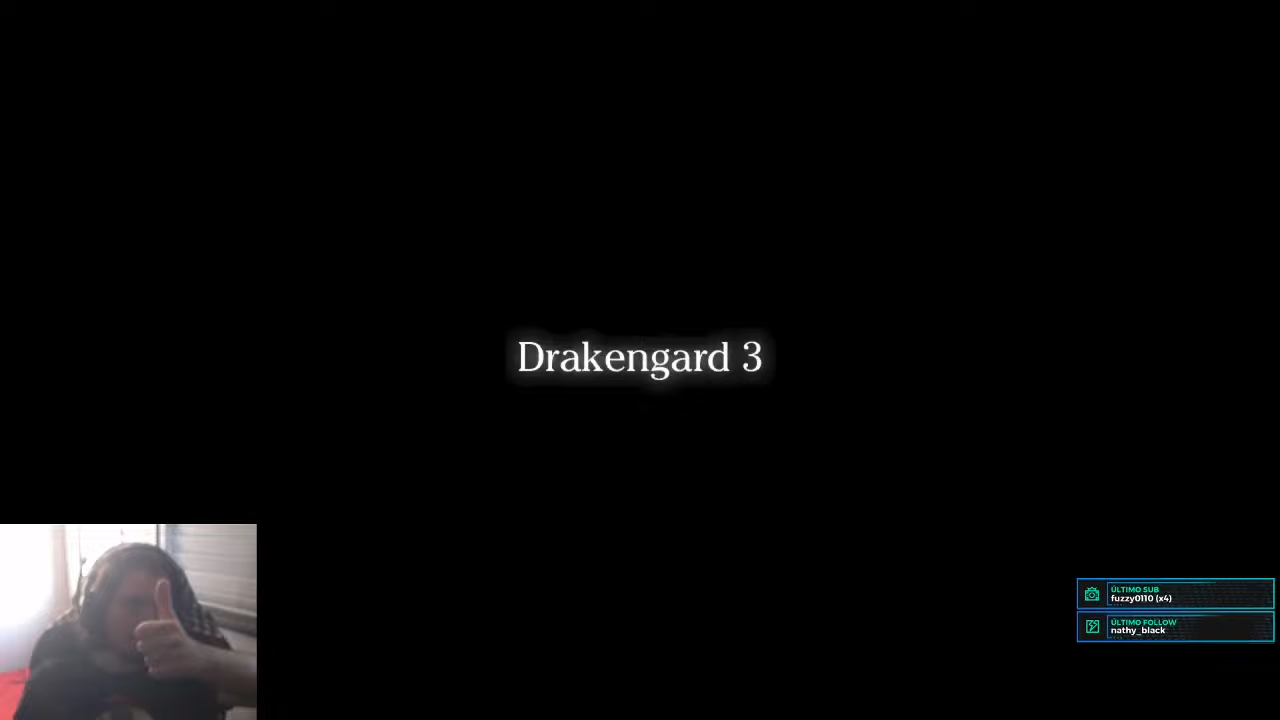 Drakengard 3
ÚLTIMO SUB
fuzzy0110 (x4)
ÚLTIMO FOLLOW
nathy_black